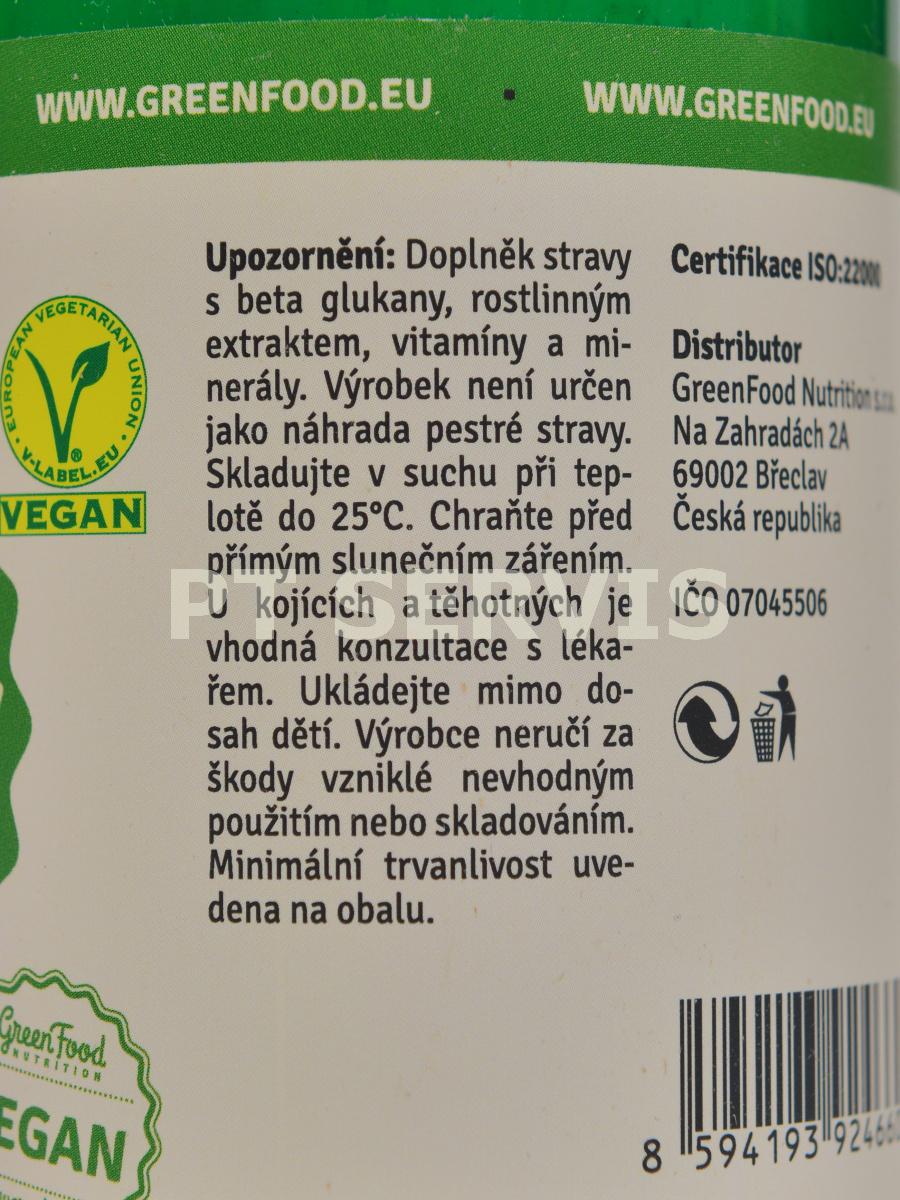 WWW.GREENFOOD.EU · WWW.GREENFOOD.EU
Upozornění: Doplněk stravy
s beta glukany, rostlinným
extraktem, vitamíny a mi-
nerály. Výrobek není určen
jako náhrada pestré stravy.
Skladujte v suchu při tep-
lotě do 25°C. Chraňte před
přímým slunečním zářením.
U kojících a těhotných je
vhodná konzultace s léka-
řem. Ukládejte mimo do-
sah dětí. Výrobce neručí za
škody vzniklé nevhodným
použitím nebo skladováním.
Minimální trvanlivost uve-
dena na obalu.
Certifikace ISO:22000
Distributor
GreenFood Nutrition s.r.o.
Na Zahradách 2A
69002 Břeclav
Česká republika
IČO 07045506
EUROPEAN VEGETARIAN UNION
V-LABEL.EU
®
VEGAN
PT SERVIS
GreenFood
NUTRITION
EGAN
8 594193 92466